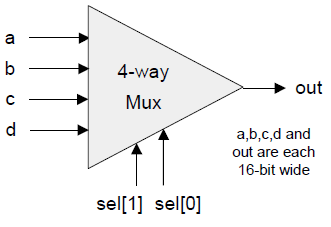 a
b
c
d
4-way
Mux
out
sel[1] sel[0]
a,b,c,d and
out are each
16-bit wide